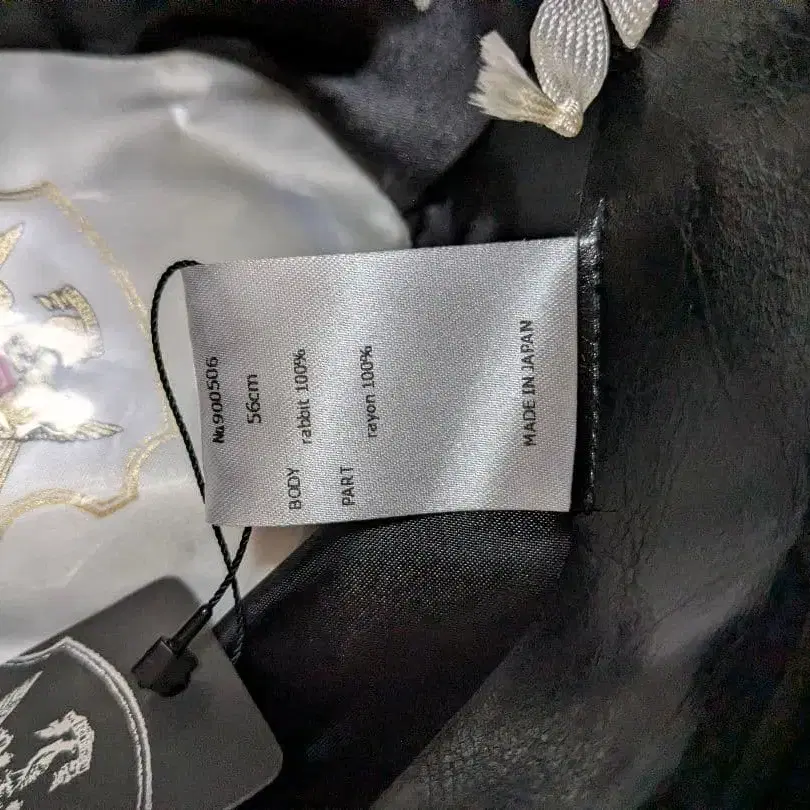 №900506
56cm
BODY
rabbit 100%
PART
rayon 100%
MADE IN JAPAN